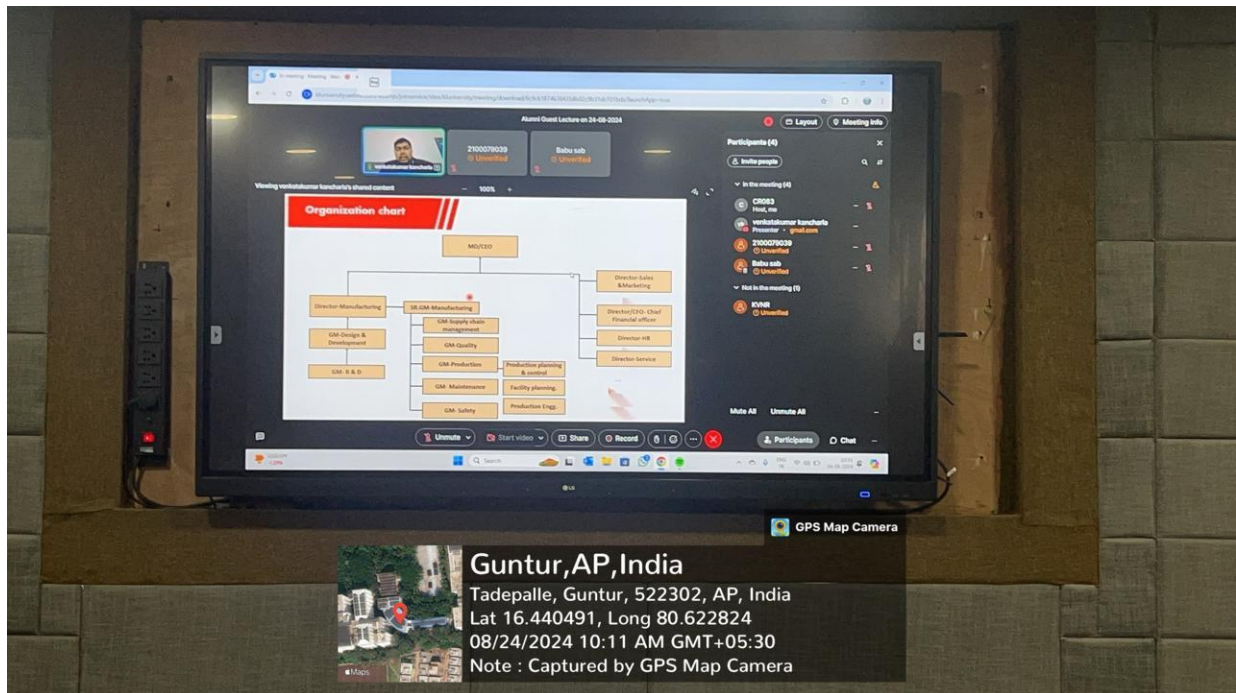 Alumni Guest Lecture on 24-08-2024
Layout
Meeting info
venkatakumar kancharla
2100079039
Unverified
Babu sab
Unverified
Viewing venkatakumar kancharla's shared content
100%
Participants (4)
Invite people
In the meeting (4)
CR083
Host, me
venkatakumar kancharla
Presenter • gmail.com
2100079039
Unverified
Babu sab
Unverified
Not in the meeting (1)
KVNR
Unverified
Organization chart
MD/CEO
Director-Manufacturing
GM-Design &
Development
GM- R & D
SR.GM-Manufacturing
GM-Supply chain
management
GM-Quality
GM-Production
GM- Maintenance
GM- Safety
Production planning
& control
Facility planning.
Production Engg.
Director-Sales
&Marketing
Director/CFO- Chief
Financial officer
Director-HR
Director-Service
Mute All
Unmute All
Unmute
Start video
Share
Record
Participants
Chat
Search
LG
GPS Map Camera
Guntur,AP,India
Tadepalle, Guntur, 522302, AP, India
Lat 16.440491, Long 80.622824
08/24/2024 10:11 AM GMT+05:30
Note : Captured by GPS Map Camera
Maps